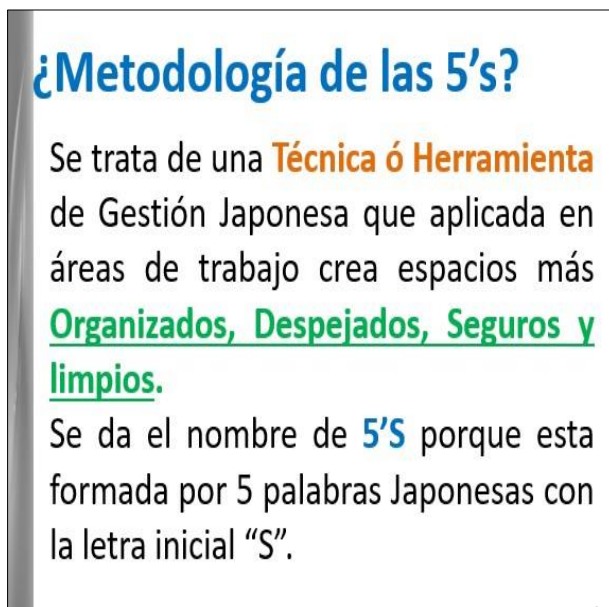 ¿Metodología de las 5’s?
Se trata de una Técnica ó Herramienta
de Gestión Japonesa que aplicada en
áreas de trabajo crea espacios más
Organizados, Despejados, Seguros y
limpios.
Se da el nombre de 5’S porque esta
formada por 5 palabras Japonesas con
la letra inicial “S”.